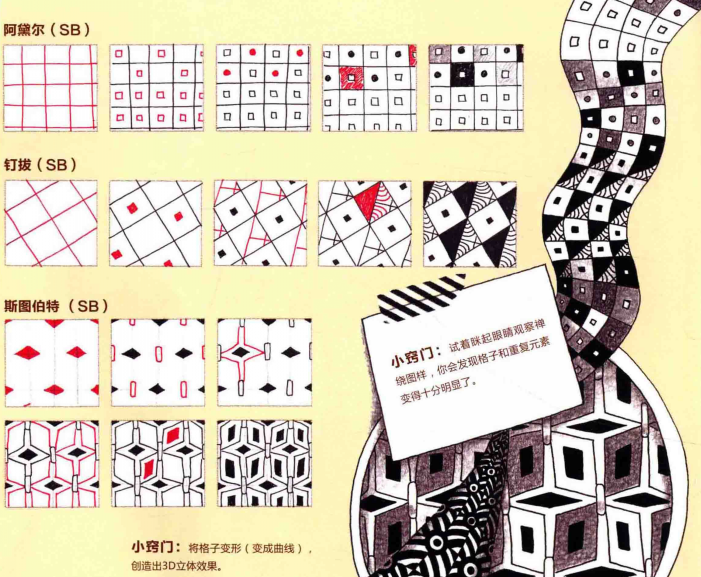 阿黛尔（SB）
钉拔（SB）
斯图伯特（SB）
小窍门：试着眯起眼睛观察禅
绕图样，你会发现格子和重复元素
变得十分明显了。
小窍门：将格子变形（变成曲线），
创造出3D立体效果。